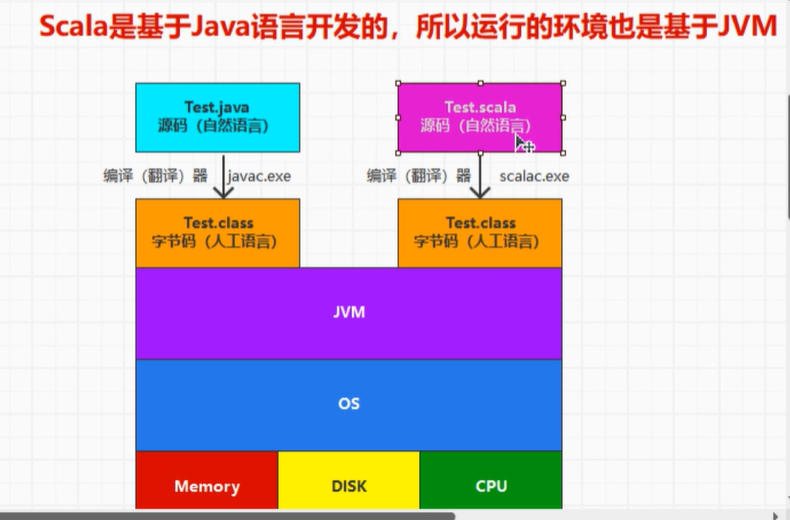 Scala是基于Java语言开发的，所以运行的环境也是基于JVM
Test.java
源码（自然语言）
Test.scala
源码（自然语言）
编译（翻译）器 javac.exe
编译（翻译）器 scalac.exe
Test.class
字节码（人工语言）
Test.class
字节码（人工语言）
JVM
OS
Memory
DISK
CPU